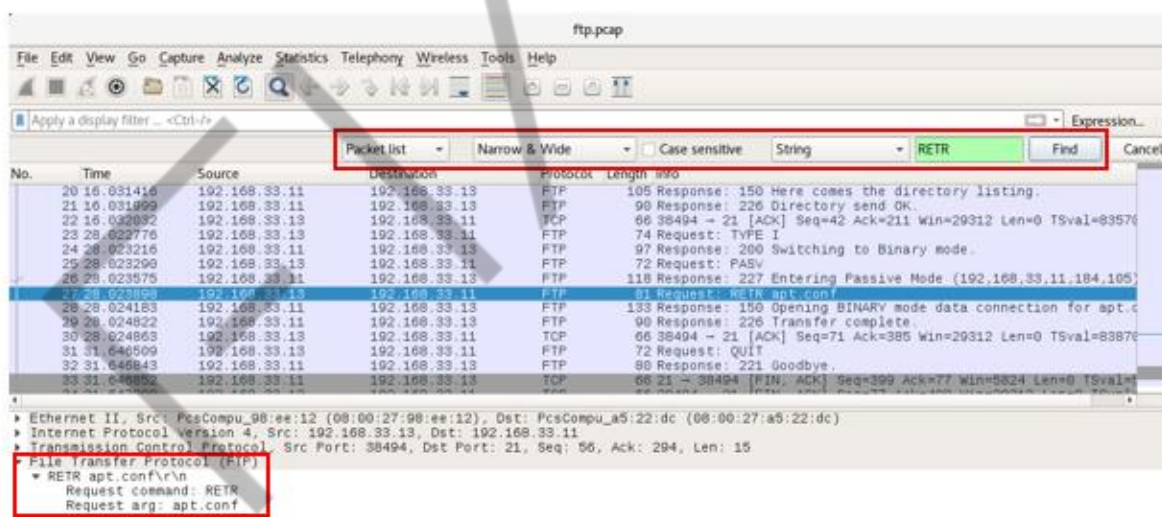 ftp.pcap
File Edit View Go Capture Analyze Statistics Telephony Wireless Tools Help
Apply a display filter ... <Ctrl-/> Expression...
Packet list Narrow & Wide Case sensitive String RETR Find Cancel
No. Time Source Destination Protocol Length Info
20 16.031416 192.168.33.11 192.168.33.13 FTP 105 Response: 150 Here comes the directory listing.
21 16.031999 192.168.33.11 192.168.33.13 FTP 90 Response: 226 Directory send OK.
22 16.032032 192.168.33.13 192.168.33.11 TCP 66 38494 → 21 [ACK] Seq=42 Ack=211 Win=29312 Len=0 TSval=83570
23 28.022776 192.168.33.13 192.168.33.11 FTP 74 Request: TYPE I
24 28.023216 192.168.33.11 192.168.33.13 FTP 97 Response: 200 Switching to Binary mode.
25 28.023290 192.168.33.13 192.168.33.11 FTP 72 Request: PASV
26 28.023575 192.168.33.11 192.168.33.13 FTP 118 Response: 227 Entering Passive Mode (192,168,33,11,184,105)
27 28.023898 192.168.33.13 192.168.33.11 FTP 81 Request: RETR apt.conf
28 28.024183 192.168.33.11 192.168.33.13 FTP 133 Response: 150 Opening BINARY mode data connection for apt.c
29 28.024822 192.168.33.11 192.168.33.13 FTP 90 Response: 226 Transfer complete.
30 28.024863 192.168.33.13 192.168.33.11 TCP 66 38494 → 21 [ACK] Seq=71 Ack=385 Win=29312 Len=0 TSval=83870
31 31.646509 192.168.33.13 192.168.33.11 FTP 72 Request: QUIT
32 31.646843 192.168.33.11 192.168.33.13 FTP 80 Response: 221 Goodbye.
33 31.646852 192.168.33.11 192.168.33.13 TCP 66 21 → 38494 [FIN, ACK] Seq=399 Ack=77 Win=5824 Len=0
Ethernet II, Src: PcsCompu_98:ee:12 (08:00:27:98:ee:12), Dst: PcsCompu_a5:22:dc (08:00:27:a5:22:dc)
Internet Protocol Version 4, Src: 192.168.33.13, Dst: 192.168.33.11
Transmission Control Protocol, Src Port: 38494, Dst Port: 21, Seq: 56, Ack: 294, Len: 15
File Transfer Protocol (FTP)
RETR apt.conf\r\n
Request command: RETR
Request arg: apt.conf